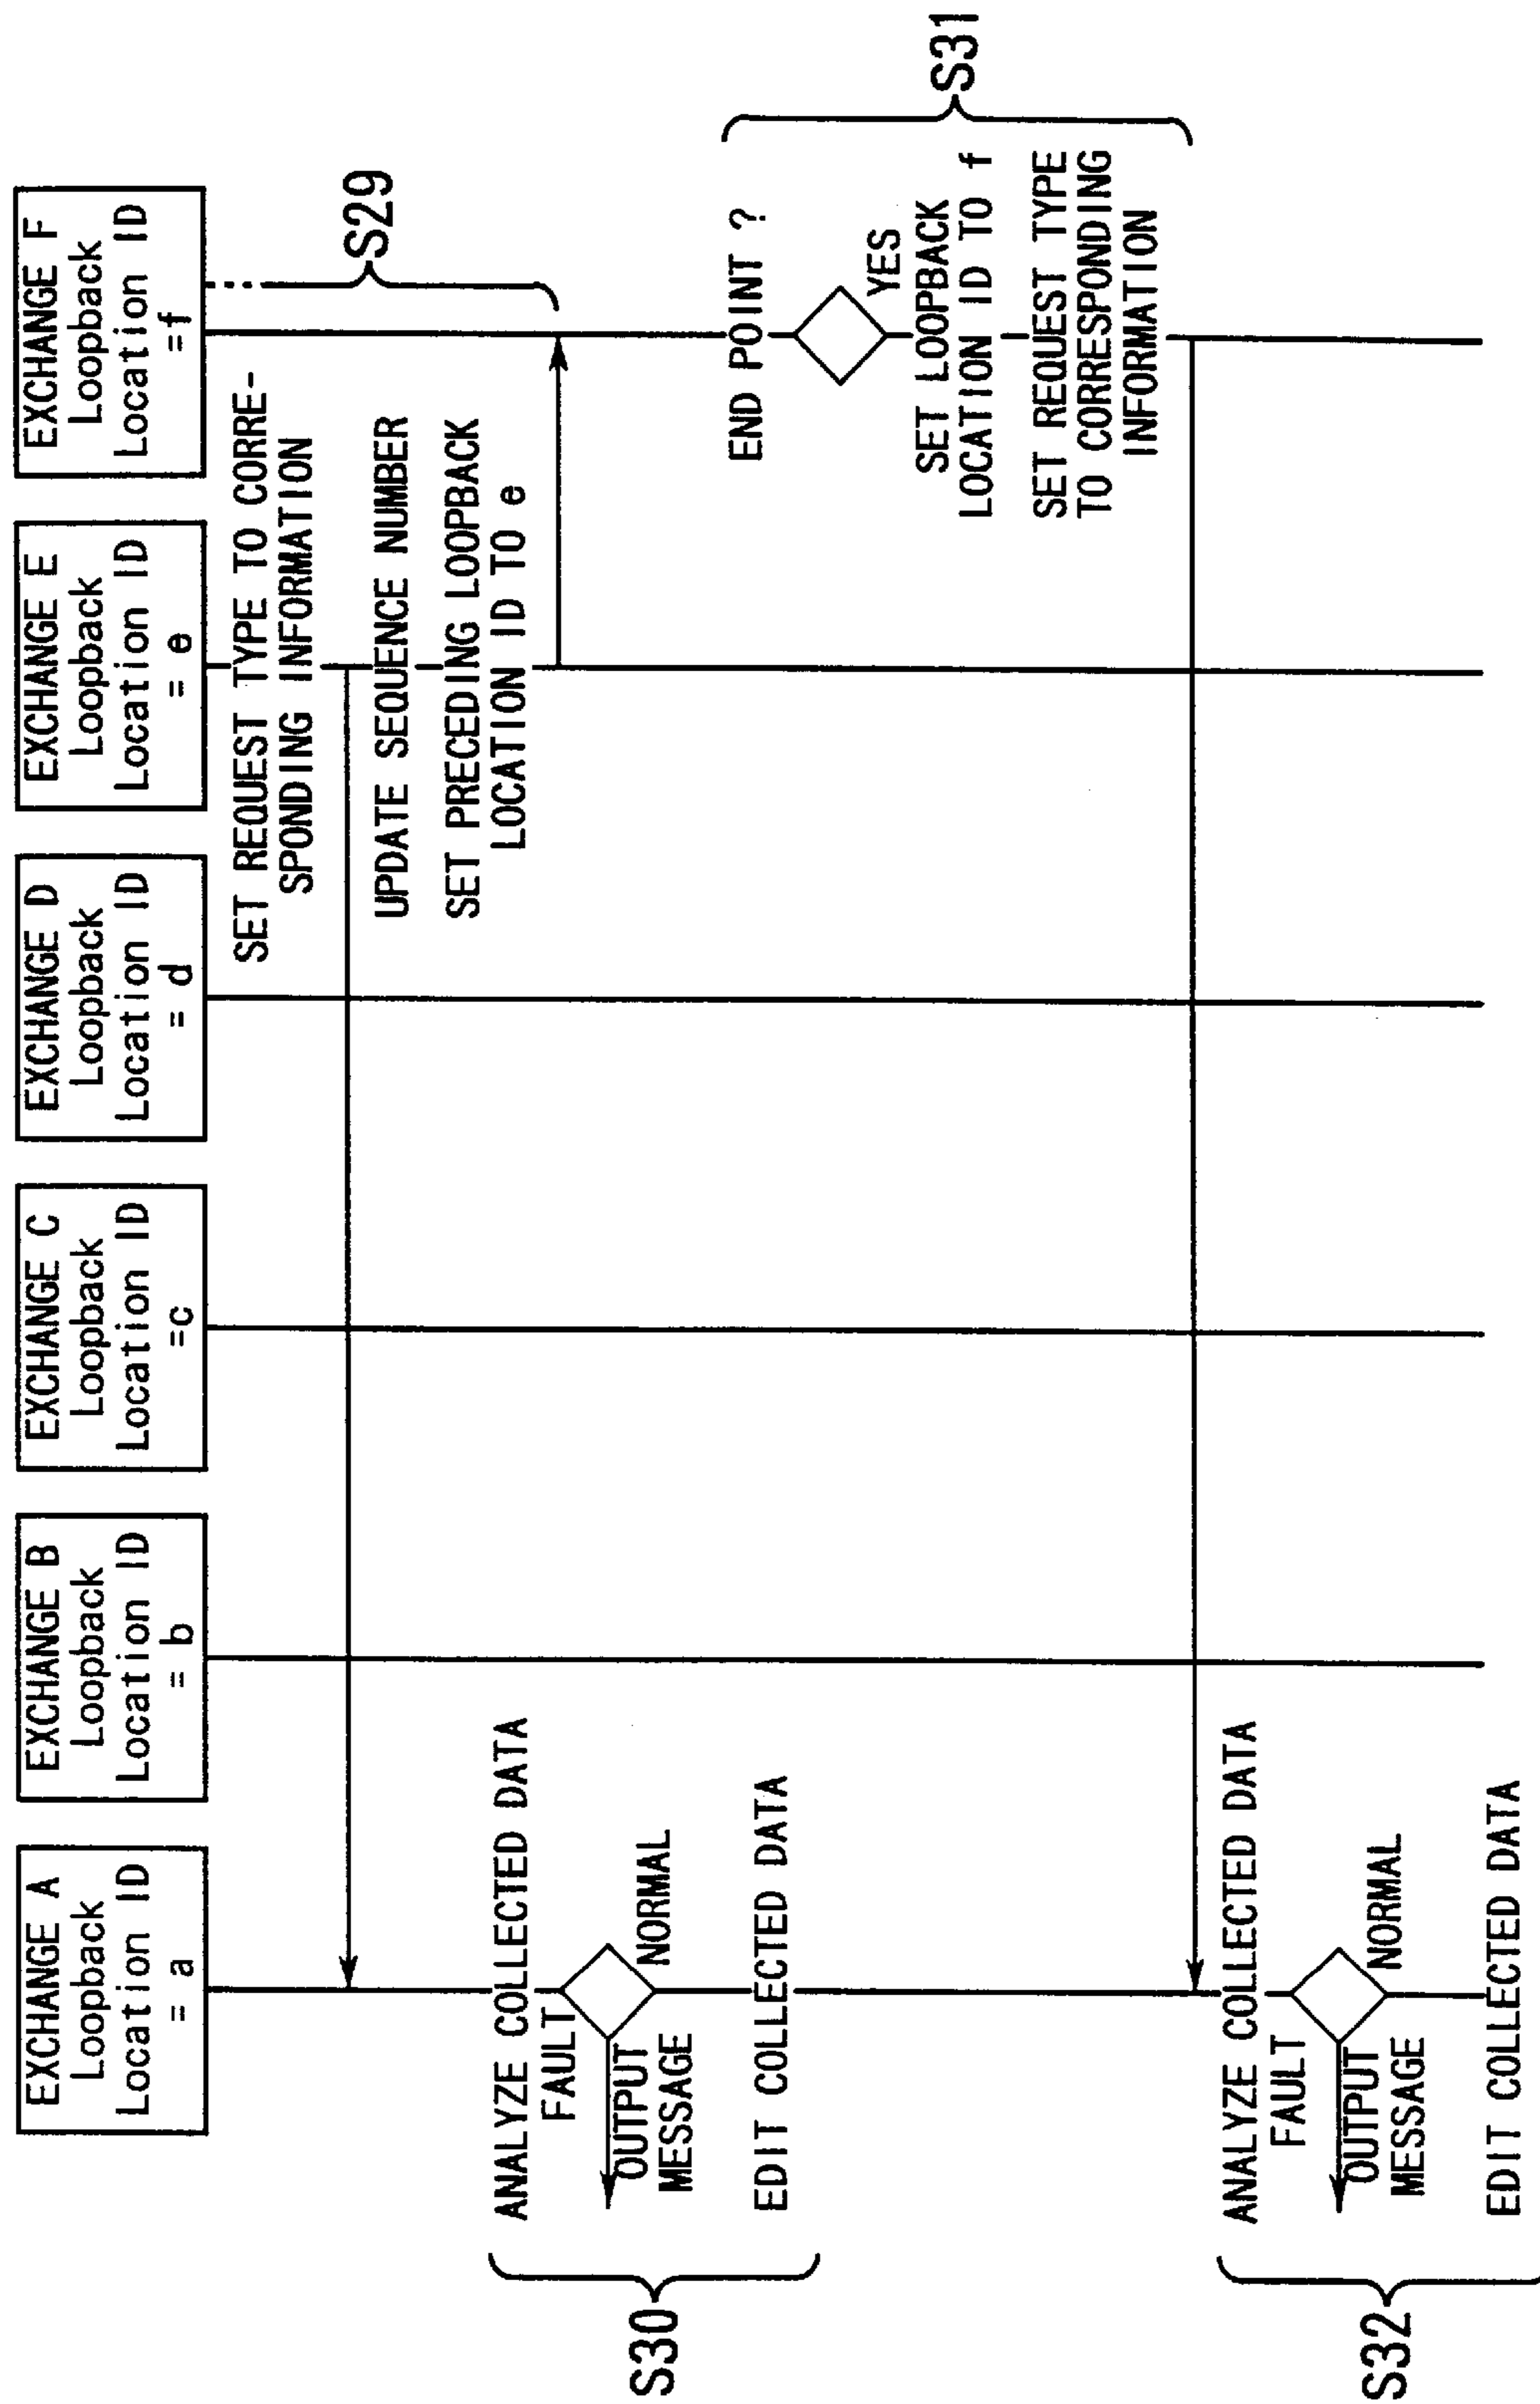 EXCHANGE A
Loopback
Location ID
= a
EXCHANGE B
Loopback
Location ID
= b
EXCHANGE C
Loopback
Location ID
=c
EXCHANGE D
Loopback
Location ID
= d
EXCHANGE E
Loopback
Location ID
= e
EXCHANGE F
Loopback
Location ID
=f
SET REQUEST TYPE TO CORRE-
SPONDING INFORMATION
UPDATE SEQUENCE NUMBER
SET PRECEDING LOOPBACK
LOCATION ID TO e
S29
ANALYZE COLLECTED DATA
FAULT
NORMAL
OUTPUT
MESSAGE
EDIT COLLECTED DATA
S30
END POINT ?
YES
SET LOOPBACK
LOCATION ID TO f
SET REQUEST TYPE
TO CORRESPONDING
INFORMATION
S31
ANALYZE COLLECTED DATA
FAULT
NORMAL
OUTPUT
MESSAGE
EDIT COLLECTED DATA
S32